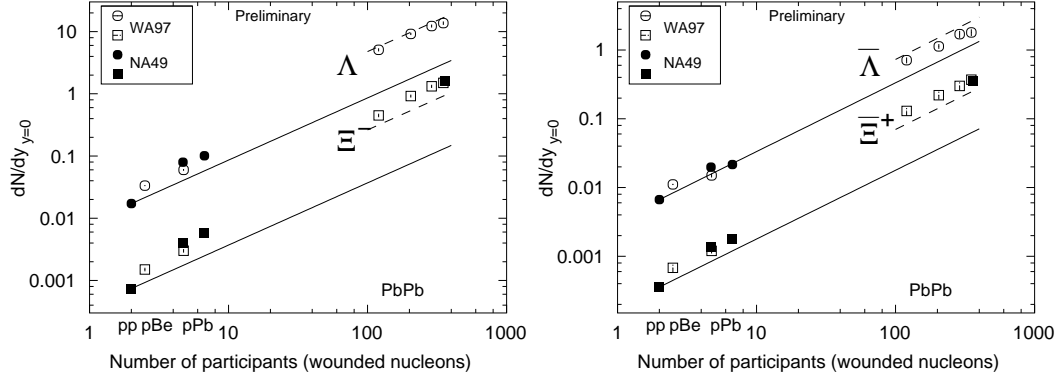 Preliminary
WA97
NA49
10
1
0.1
0.01
0.001
dN/dy y=0
Λ
Ξ⁻
PbPb
1 10 100 1000
pp pBe pPb
Number of participants (wounded nucleons)
Preliminary
WA97
NA49
1
0.1
0.01
0.001
dN/dy y=0
Λ̅
Ξ̅⁺
PbPb
1 10 100 1000
pp pBe pPb
Number of participants (wounded nucleons)